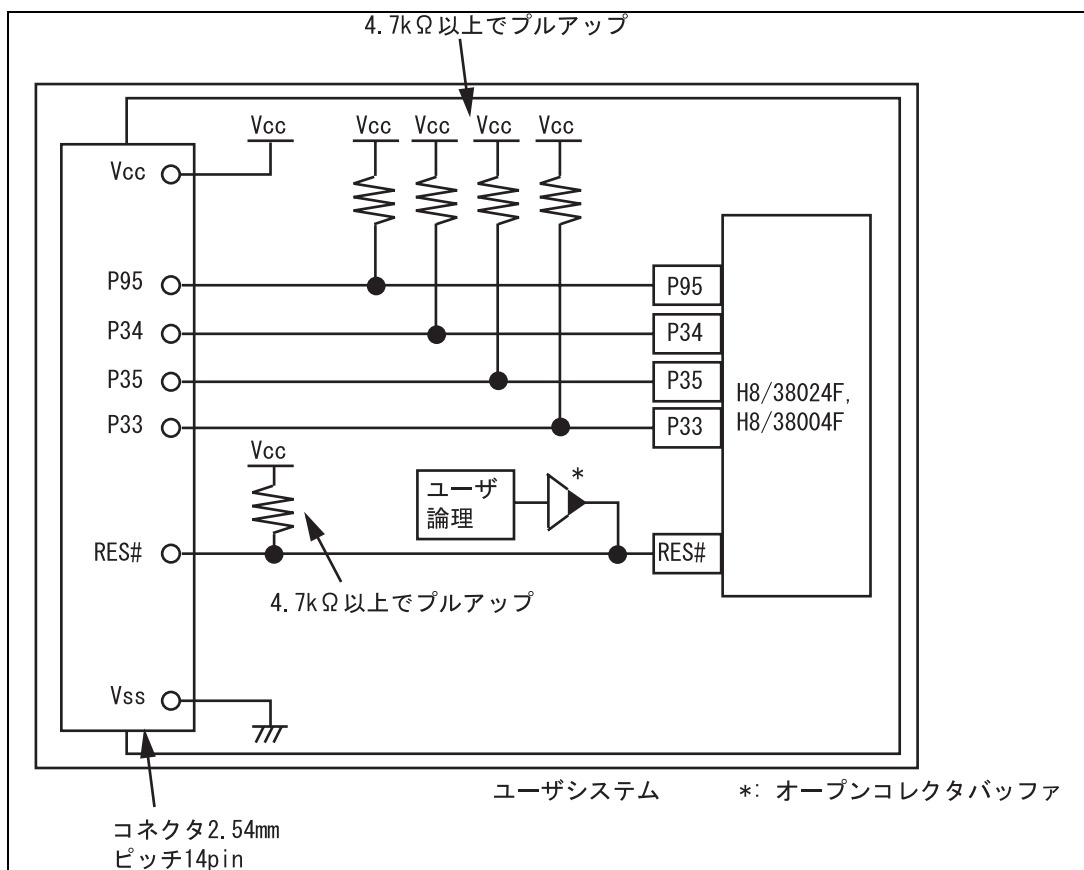 4.7kΩ以上でプルアップ
Vcc
Vcc Vcc Vcc Vcc
Vcc
P95
P34
P35
P33
P95
P34
P35
P33
H8/38024F,
H8/38004F
Vcc
ユーザ
論理
*
RES#
RES#
4.7kΩ以上でプルアップ
Vss
ユーザシステム
*: オープンコレクタバッファ
コネクタ2.54mm
ピッチ14pin